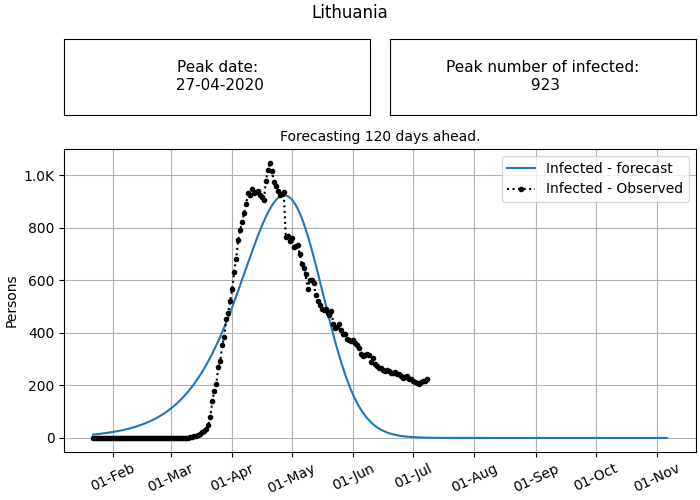 Lithuania
Peak date:
27-04-2020
Peak number of infected:
923
Forecasting 120 days ahead.
Infected - forecast
Infected - Observed
Persons
1.0K
800
600
400
200
0
01-Feb
01-Mar
01-Apr
01-May
01-Jun
01-Jul
01-Aug
01-Sep
01-Oct
01-Nov